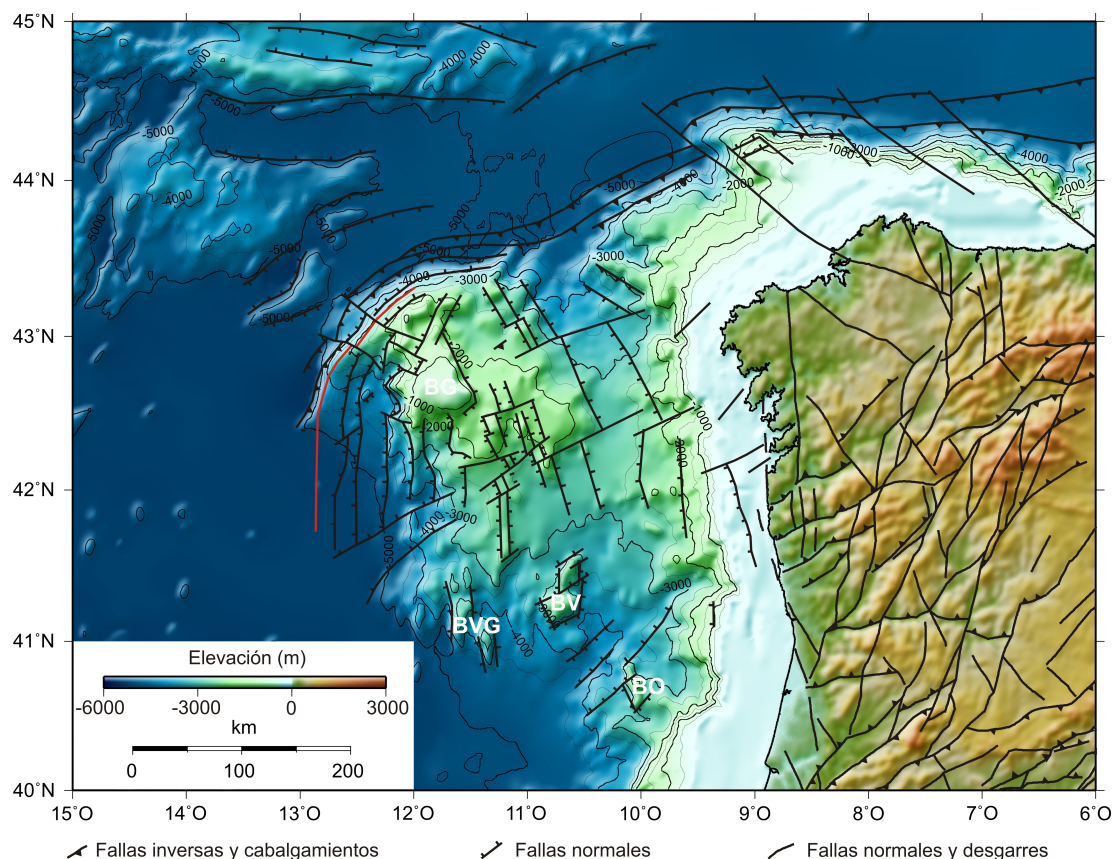 45˚N
44˚N
43˚N
42˚N
41˚N
40˚N
-4000
-4000
-4000
-5000
-5000
-4000
-5000
-5000
-5000
-5000
-5000
-5000
-5000
-4000
-2000
-1000
-4000
-2000
-3000
-4000
-3000
-2000
BG
-1000
-2000
-1000
-2000
-3000
-4000
-5000
-3000
BV
BVG
-4000
BO
Elevación (m)
-6000 -3000 0 3000
km
0 100 200
15˚O 14˚O 13˚O 12˚O 11˚O 10˚O 9˚O 8˚O 7˚O 6˚O
Fallas inversas y cabalgamientos
Fallas normales
Fallas normales y desgarres